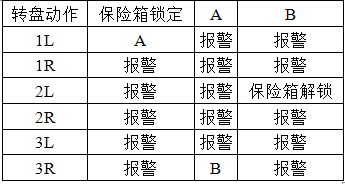 转盘动作 保险箱锁定 A B
1L A 报警 报警
1R 报警 报警 报警
2L 报警 报警 保险箱解锁
2R 报警 报警 报警
3L 报警 报警 报警
3R 报警 B 报警